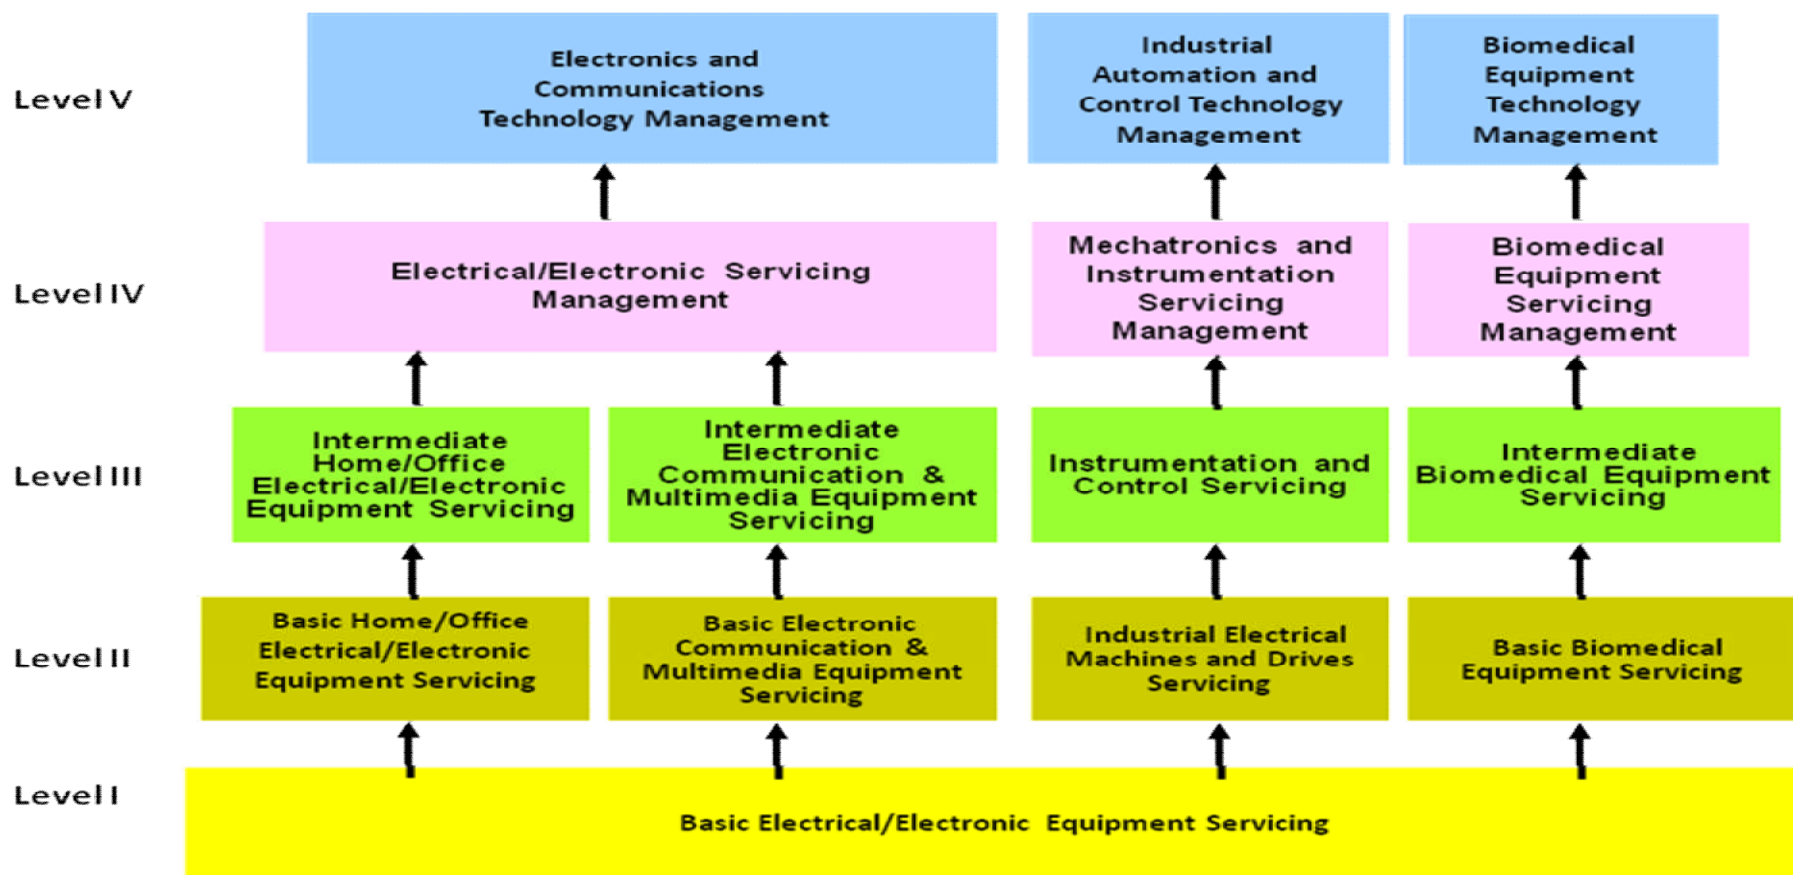 Level V
Electronics and
Communications
Technology Management
Industrial
Automation and
Control Technology
Management
Biomedical
Equipment
Technology
Management
Level IV
Electrical/Electronic Servicing
Management
Mechatronics and
Instrumentation
Servicing
Management
Biomedical
Equipment
Servicing
Management
Level III
Intermediate
Home/Office
Electrical/Electronic
Equipment Servicing
Intermediate
Electronic
Communication &
Multimedia Equipment
Servicing
Instrumentation and
Control Servicing
Intermediate
Biomedical Equipment
Servicing
Level II
Basic Home/Office
Electrical/Electronic
Equipment Servicing
Basic Electronic
Communication &
Multimedia Equipment
Servicing
Industrial Electrical
Machines and Drives
Servicing
Basic Biomedical
Equipment Servicing
Level I
Basic Electrical/Electronic Equipment Servicing